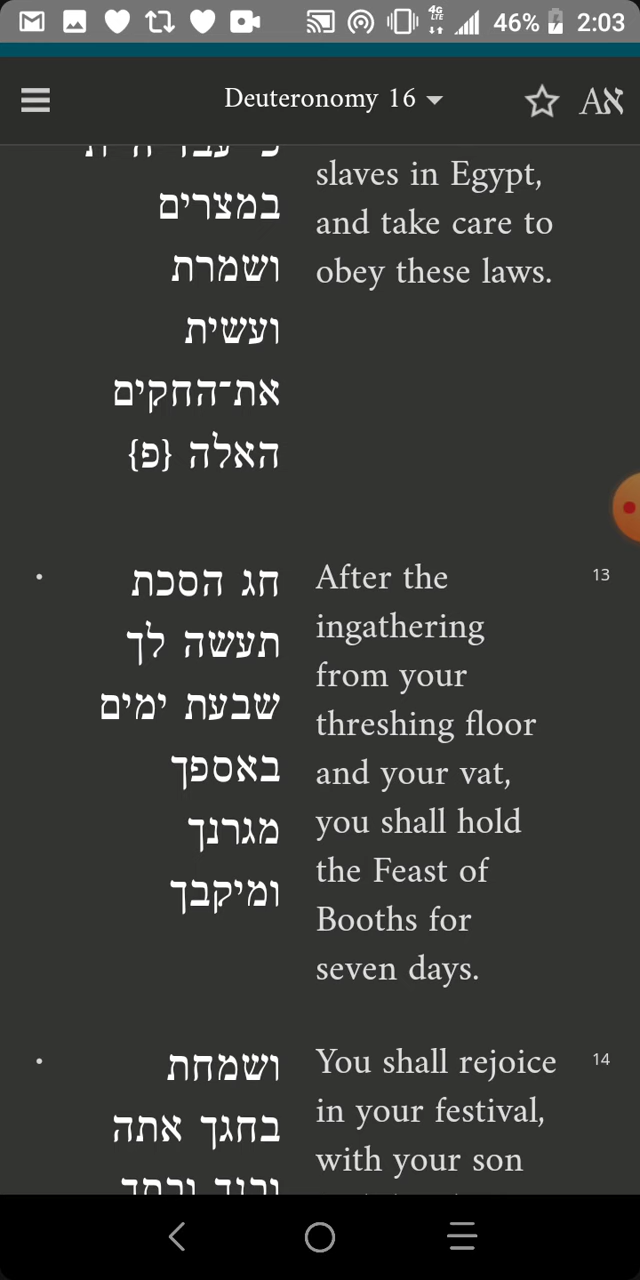 46% 2:03
4G
LTE
Deuteronomy 16
Aא
במצרים
ושמרת
ועשית
את־החקים
האלה {פ}
slaves in Egypt,
and take care to
obey these laws.
חג הסכת
תעשה לך
שבעת ימים
באספך
מגרנך
ומיקבך
After the
ingathering
from your
threshing floor
and your vat,
you shall hold
the Feast of
Booths for
seven days.
13
ושמחת
בחגך אתה
You shall rejoice
in your festival,
with your son
14